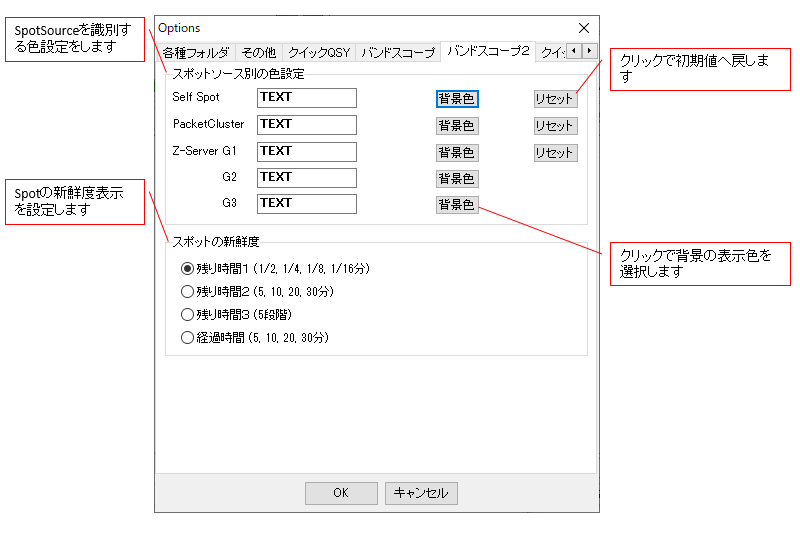 SpotSourceを識別す
る色設定をします
Options
各種フォルダ その他 クイックQSY バンドスコープ バンドスコープ2
スポットソース別の色設定
クリックで初期値へ戻しま
す
Self Spot TEXT 背景色 リセット
PacketCluster TEXT 背景色 リセット
Z-Server G1 TEXT 背景色 リセット
G2 TEXT 背景色
G3 TEXT 背景色
Spotの新鮮度表示
を設定します
クリックで背景の表示色を
選択します
スポットの新鮮度
残り時間1 (1/2, 1/4, 1/8, 1/16分)
残り時間2 (5, 10, 20, 30分)
残り時間3 (5段階)
経過時間 (5, 10, 20, 30分)
OK キャンセル